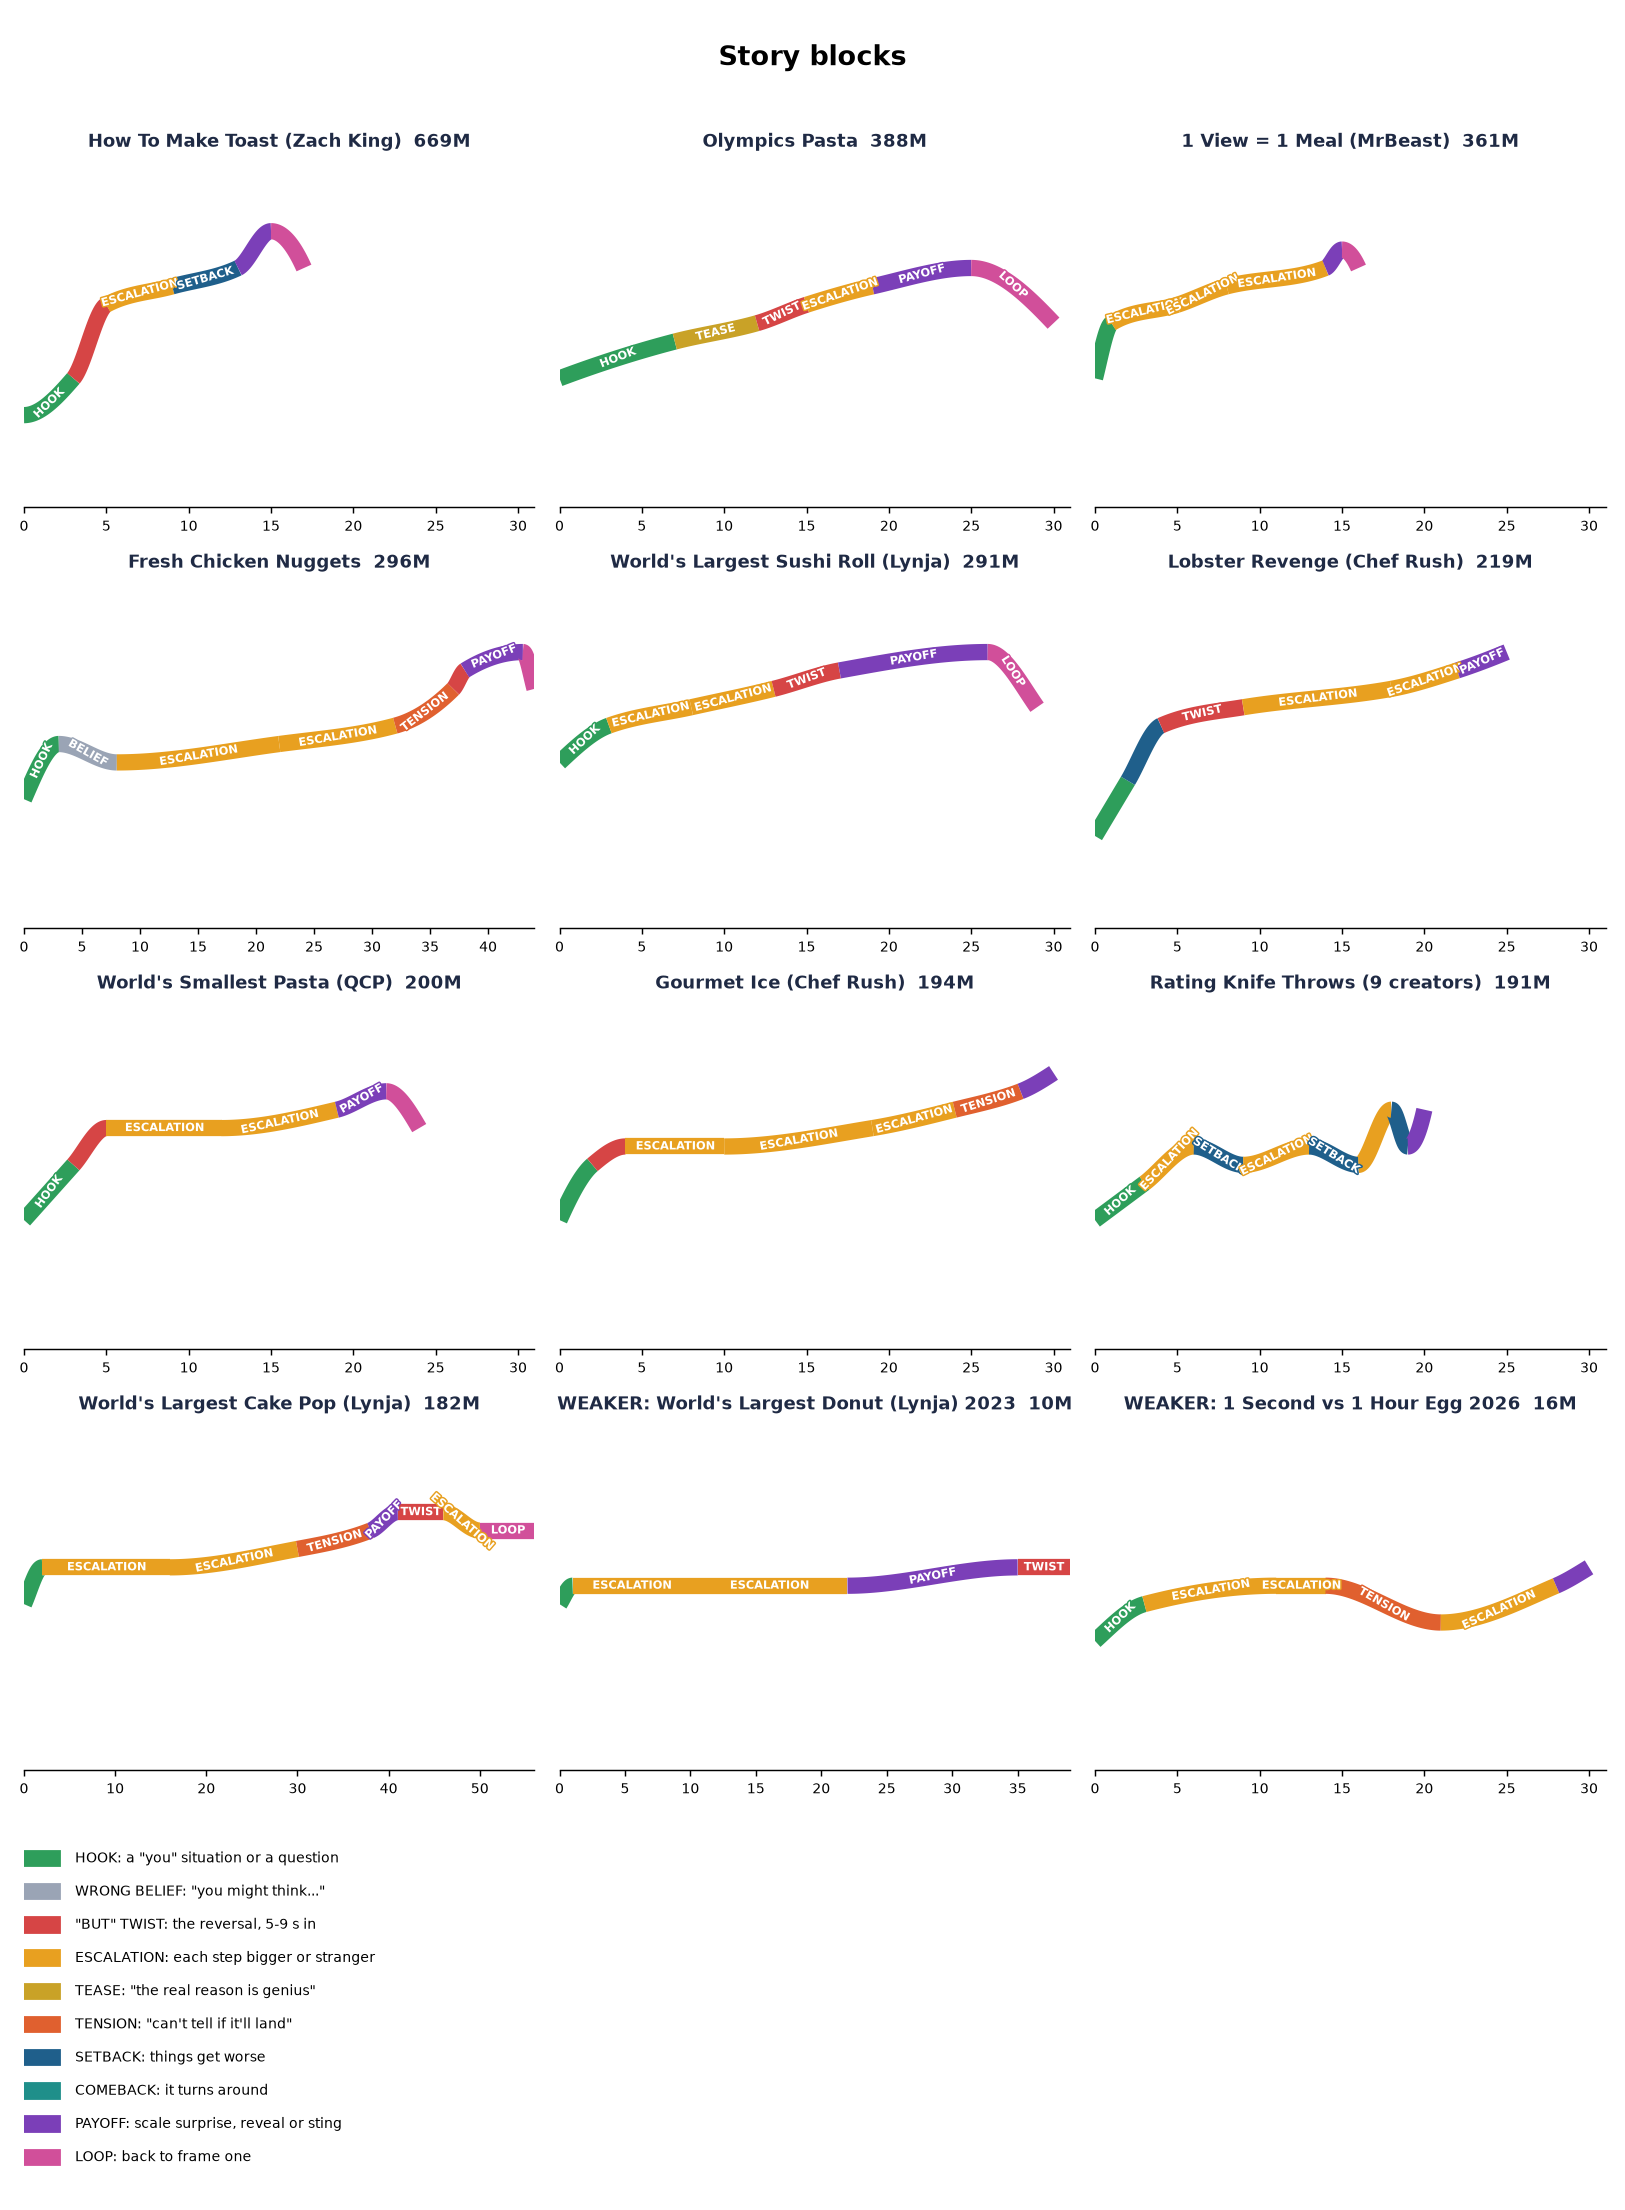 Story blocks
How To Make Toast (Zach King)  669M
HOOK
ESCALATION
SETBACK
0 5 10 15 20 25 30
Olympics Pasta  388M
HOOK
TEASE
TWIST
ESCALATION
PAYOFF
LOOP
0 5 10 15 20 25 30
1 View = 1 Meal (MrBeast)  361M
ESCALATION
ESCALATION
ESCALATION
0 5 10 15 20 25 30
Fresh Chicken Nuggets  296M
HOOK
BELIEF
ESCALATION
ESCALATION
TENSION
PAYOFF
0 5 10 15 20 25 30 35 40
World's Largest Sushi Roll (Lynja)  291M
HOOK
ESCALATION
ESCALATION
TWIST
PAYOFF
LOOP
0 5 10 15 20 25 30
Lobster Revenge (Chef Rush)  219M
TWIST
ESCALATION
ESCALATION
PAYOFF
0 5 10 15 20 25 30
World's Smallest Pasta (QCP)  200M
HOOK
ESCALATION
ESCALATION
PAYOFF
0 5 10 15 20 25 30
Gourmet Ice (Chef Rush)  194M
ESCALATION
ESCALATION
ESCALATION
TENSION
0 5 10 15 20 25 30
Rating Knife Throws (9 creators)  191M
HOOK
ESCALATION
SETBACK
ESCALATION
SETBACK
0 5 10 15 20 25 30
World's Largest Cake Pop (Lynja)  182M
ESCALATION
ESCALATION
TENSION
PAYOFF
TWIST
ESCALATION
LOOP
0 10 20 30 40 50
WEAKER: World's Largest Donut (Lynja) 2023  10M
ESCALATION
ESCALATION
PAYOFF
TWIST
0 5 10 15 20 25 30 35
WEAKER: 1 Second vs 1 Hour Egg 2026  16M
HOOK
ESCALATION
ESCALATION
TENSION
ESCALATION
0 5 10 15 20 25 30
HOOK: a "you" situation or a question
WRONG BELIEF: "you might think..."
"BUT" TWIST: the reversal, 5-9 s in
ESCALATION: each step bigger or stranger
TEASE: "the real reason is genius"
TENSION: "can't tell if it'll land"
SETBACK: things get worse
COMEBACK: it turns around
PAYOFF: scale surprise, reveal or sting
LOOP: back to frame one